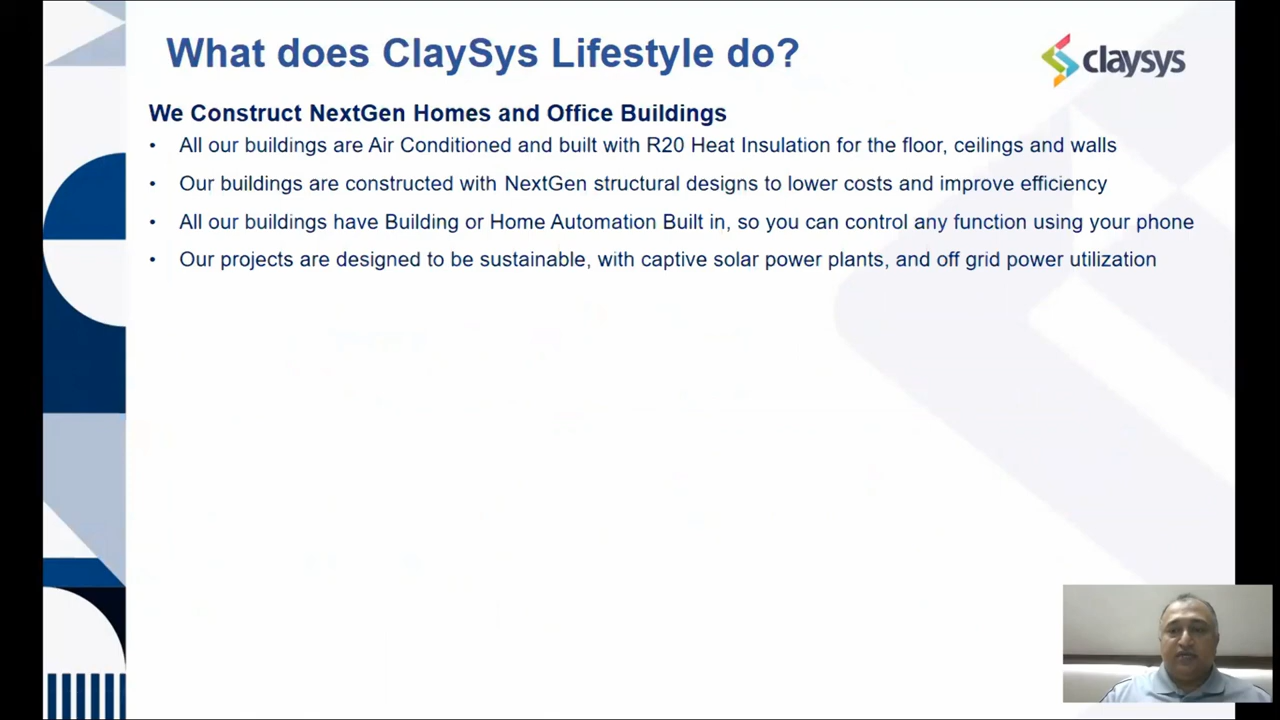 What does ClaySys Lifestyle do?
claysys
We Construct NextGen Homes and Office Buildings
• All our buildings are Air Conditioned and built with R20 Heat Insulation for the floor, ceilings and walls
• Our buildings are constructed with NextGen structural designs to lower costs and improve efficiency
• All our buildings have Building or Home Automation Built in, so you can control any function using your phone
• Our projects are designed to be sustainable, with captive solar power plants, and off grid power utilization